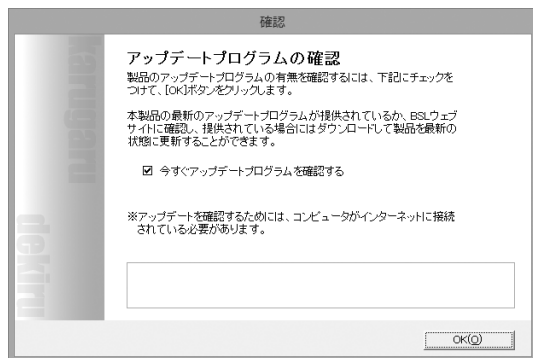 確認
karugaru
dekiru
アップデートプログラムの確認
製品のアップデートプログラムの有無を確認するには、下記にチェックを
つけて、[OK]ボタンをクリックします。
本製品の最新のアップデートプログラムが提供されているか、BSLウェブ
サイトに確認し、提供されている場合にはダウンロードして製品を最新の
状態に更新することができます。
今すぐアップデートプログラムを確認する
※アップデートを確認するためには、コンピュータがインターネットに接続
されている必要があります。
OK(O)